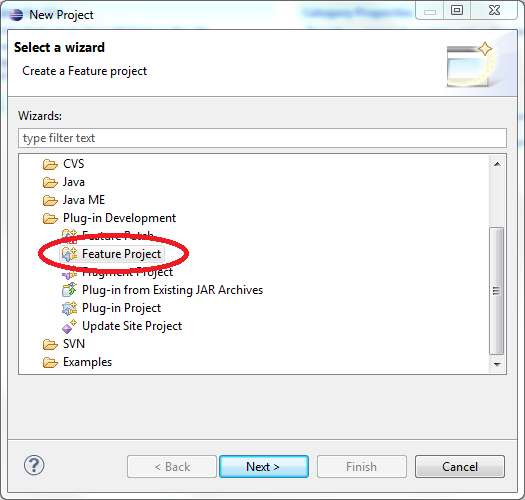 New Project
Select a wizard
Create a Feature project
Wizards:
type filter text
CVS
Java
Java ME
Plug-in Development
Feature Patch
Feature Project
Fragment Project
Plug-in from Existing JAR Archives
Plug-in Project
Update Site Project
SVN
Examples
?
< Back
Next >
Finish
Cancel